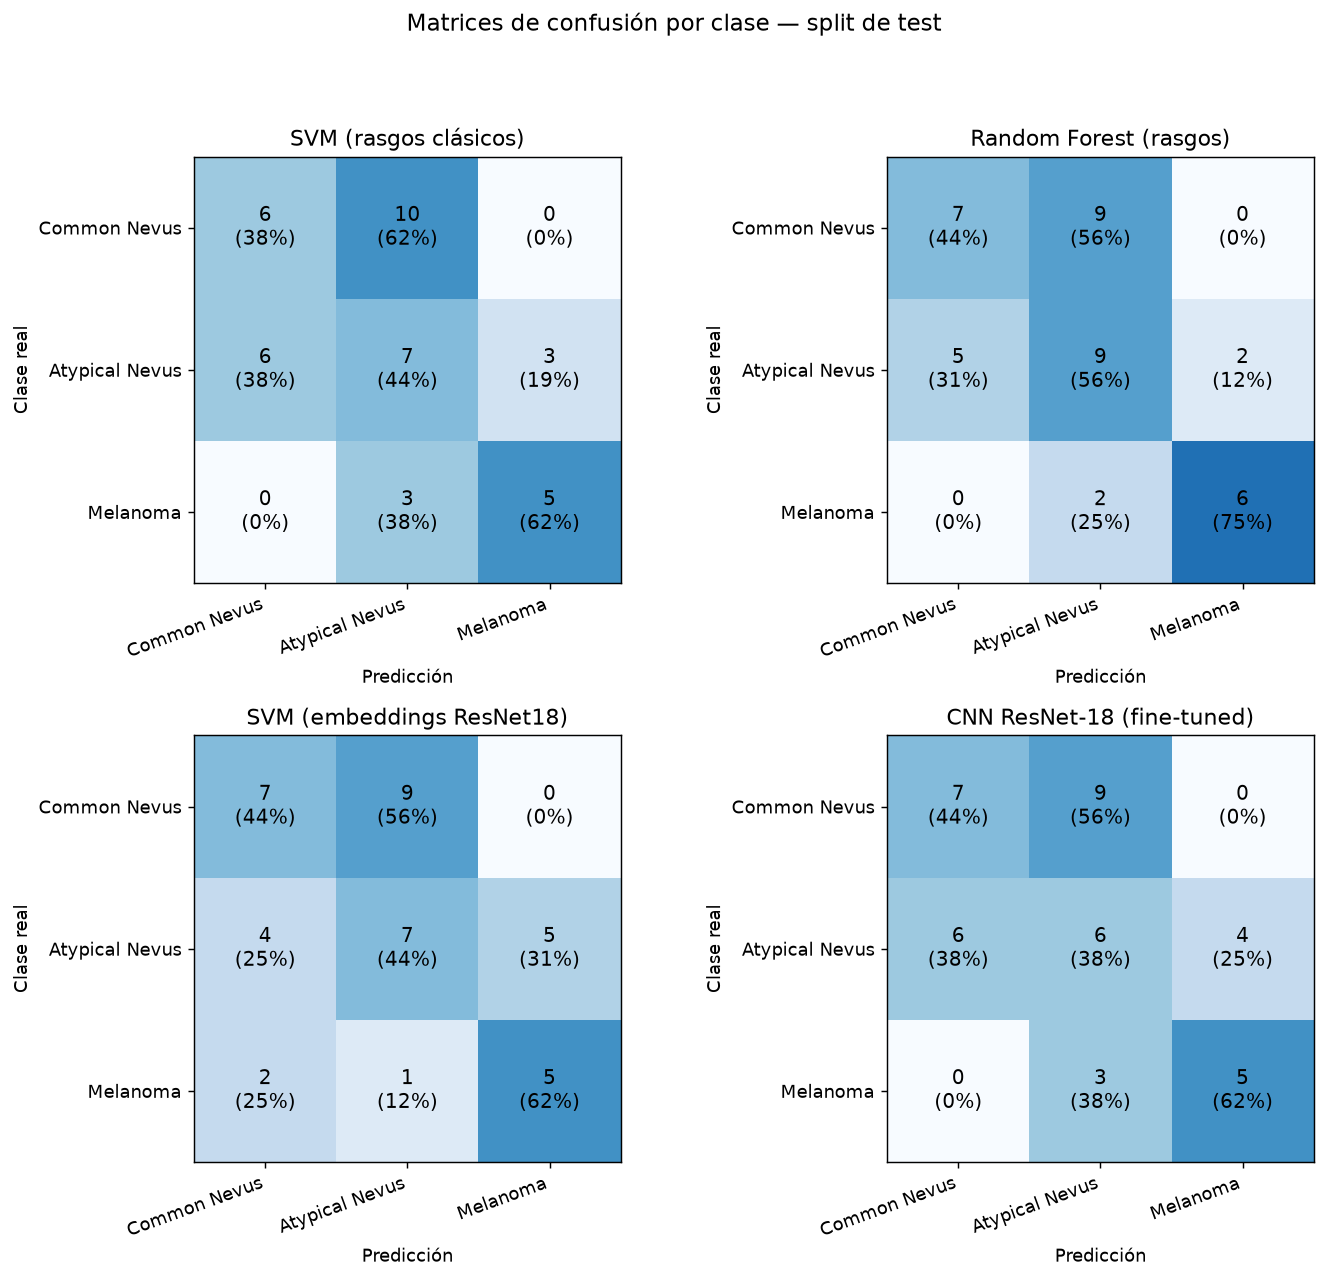 Matrices de confusión por clase — split de test
SVM (rasgos clásicos)
Clase real
Common Nevus
6
(38%)
10
(62%)
0
(0%)
Atypical Nevus
6
(38%)
7
(44%)
3
(19%)
Melanoma
0
(0%)
3
(38%)
5
(62%)
Common Nevus
Atypical Nevus
Melanoma
Predicción
Random Forest (rasgos)
Clase real
Common Nevus
7
(44%)
9
(56%)
0
(0%)
Atypical Nevus
5
(31%)
9
(56%)
2
(12%)
Melanoma
0
(0%)
2
(25%)
6
(75%)
Common Nevus
Atypical Nevus
Melanoma
Predicción
SVM (embeddings ResNet18)
Clase real
Common Nevus
7
(44%)
9
(56%)
0
(0%)
Atypical Nevus
4
(25%)
7
(44%)
5
(31%)
Melanoma
2
(25%)
1
(12%)
5
(62%)
Common Nevus
Atypical Nevus
Melanoma
Predicción
CNN ResNet-18 (fine-tuned)
Clase real
Common Nevus
7
(44%)
9
(56%)
0
(0%)
Atypical Nevus
6
(38%)
6
(38%)
4
(25%)
Melanoma
0
(0%)
3
(38%)
5
(62%)
Common Nevus
Atypical Nevus
Melanoma
Predicción